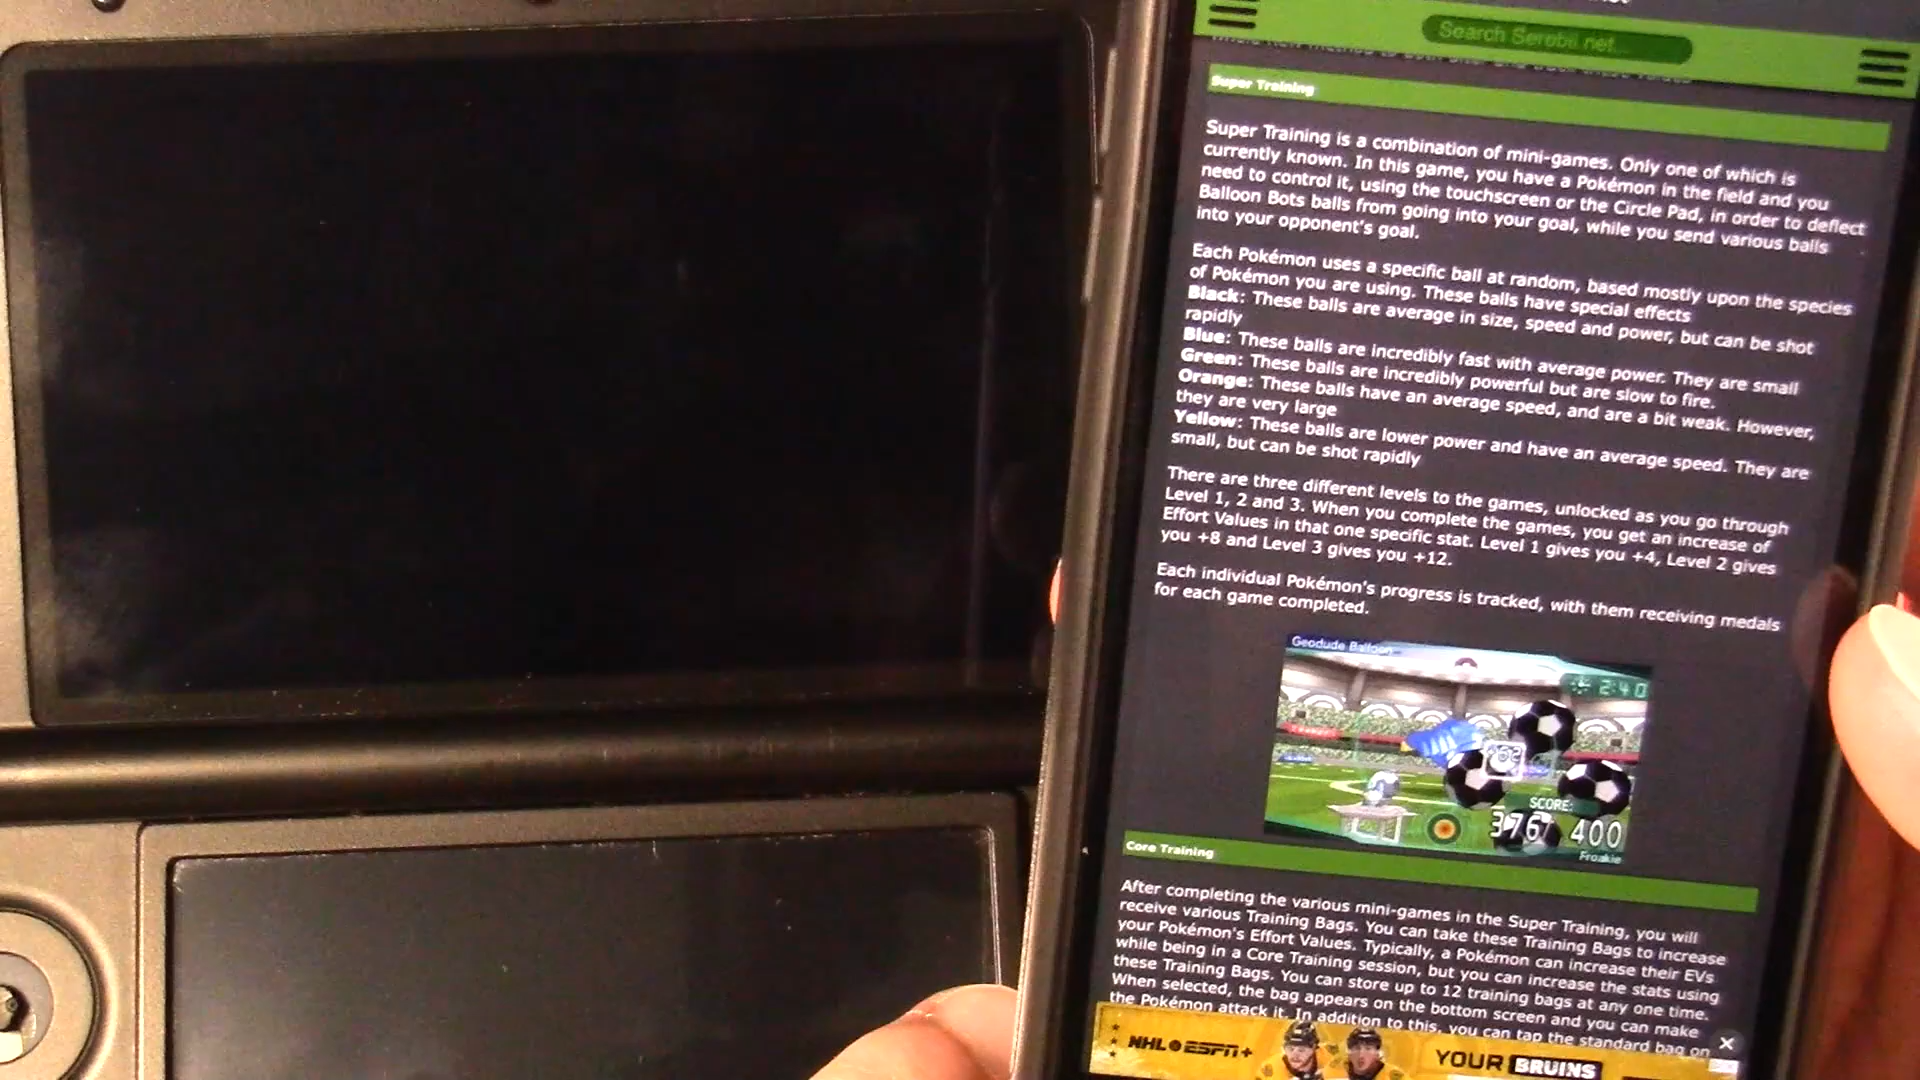 Search Serebii.net...
Super Training
Super Training is a combination of mini-games. Only one of which is
currently known. In this game, you have a Pokémon in the field and you
need to control it, using the touchscreen or the Circle Pad, in order to deflect
Balloon Bots balls from going into your goal, while you send various balls
into your opponent's goal.
Each Pokémon uses a specific ball at random, based mostly upon the species
of Pokémon you are using. These balls have special effects
Black: These balls are average in size, speed and power, but can be shot
rapidly
Blue: These balls are incredibly fast with average power. They are small
Green: These balls are incredibly powerful but are slow to fire.
Orange: These balls have an average speed, and are a bit weak. However,
they are very large
Yellow: These balls are lower power and have an average speed. They are
small, but can be shot rapidly
There are three different levels to the games, unlocked as you go through
Level 1, 2 and 3. When you complete the games, you get an increase of
Effort Values in that one specific stat. Level 1 gives you +4, Level 2 gives
you +8 and Level 3 gives you +12.
Each individual Pokémon's progress is tracked, with them receiving medals
for each game completed.
Geodude Balloon
2:40
SCORE:
376/400
Froakie
Core Training
After completing the various mini-games in the Super Training, you will
receive various Training Bags. You can take these Training Bags to increase
your Pokémon's Effort Values. Typically, a Pokémon can increase their EVs
while being in a Core Training session, but you can increase the stats using
these Training Bags. You can store up to 12 training bags at any one time.
When selected, the bag appears on the bottom screen and you can make
the Pokémon attack it. In addition to this, you can tap the standard bag on
NHL ESPN+
YOUR BRUINS